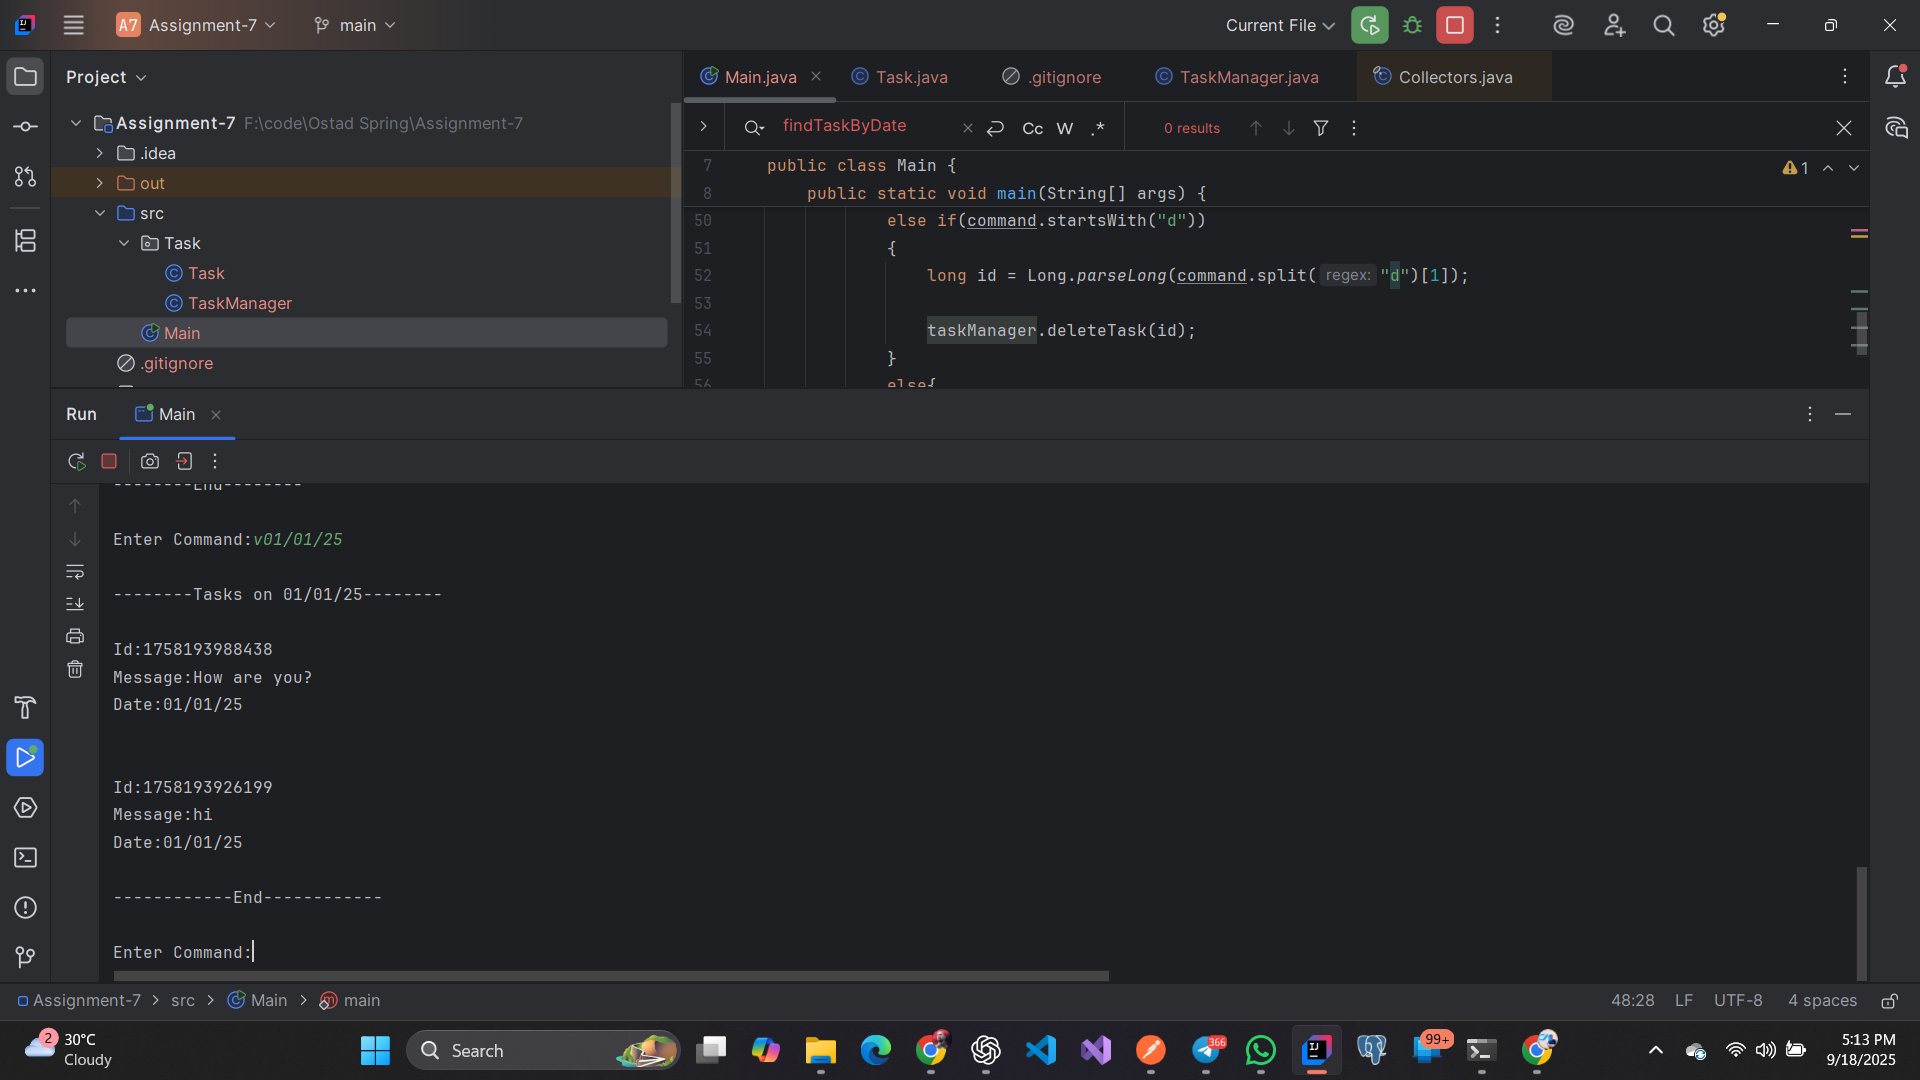 A7 Assignment-7 main Current File
Project
Main.java Task.java .gitignore TaskManager.java Collectors.java
Assignment-7 F:\code\Ostad Spring\Assignment-7
.idea
out
src
Task
Task
TaskManager
Main
.gitignore
findTaskByDate Cc W .* 0 results
7 public class Main { 1
8 public static void main(String[] args) {
50 else if(command.startsWith("d"))
51 {
52 long id = Long.parseLong(command.split( regex: "d")[1]);
53
54 taskManager.deleteTask(id);
55 }
56 else{
Run Main
--------End--------
Enter Command:v01/01/25
--------Tasks on 01/01/25--------
Id:1758193988438
Message:How are you?
Date:01/01/25
Id:1758193926199
Message:hi
Date:01/01/25
------------End------------
Enter Command:
Assignment-7 > src > Main > main 48:28 LF UTF-8 4 spaces
2 30°C
Cloudy
Search
366
99+
5:13 PM
9/18/2025